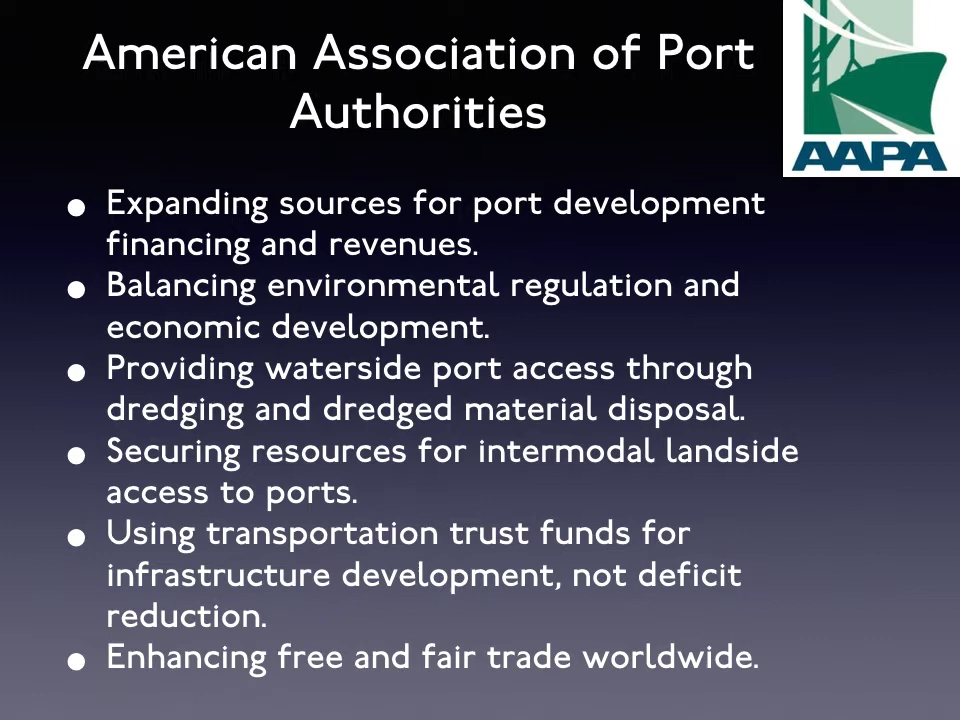 American Association of Port
Authorities
AAPA
• Expanding sources for port development
financing and revenues.
• Balancing environmental regulation and
economic development.
• Providing waterside port access through
dredging and dredged material disposal.
• Securing resources for intermodal landside
access to ports.
• Using transportation trust funds for
infrastructure development, not deficit
reduction.
• Enhancing free and fair trade worldwide.